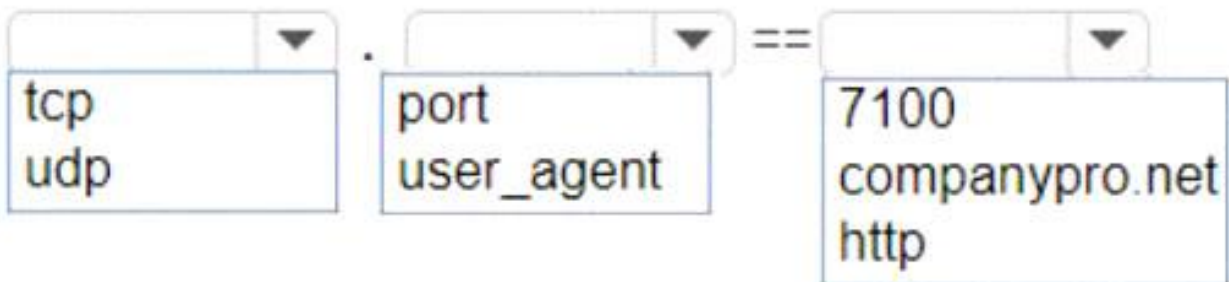 . ==
tcp port 7100
udp user_agent companypro.net
http